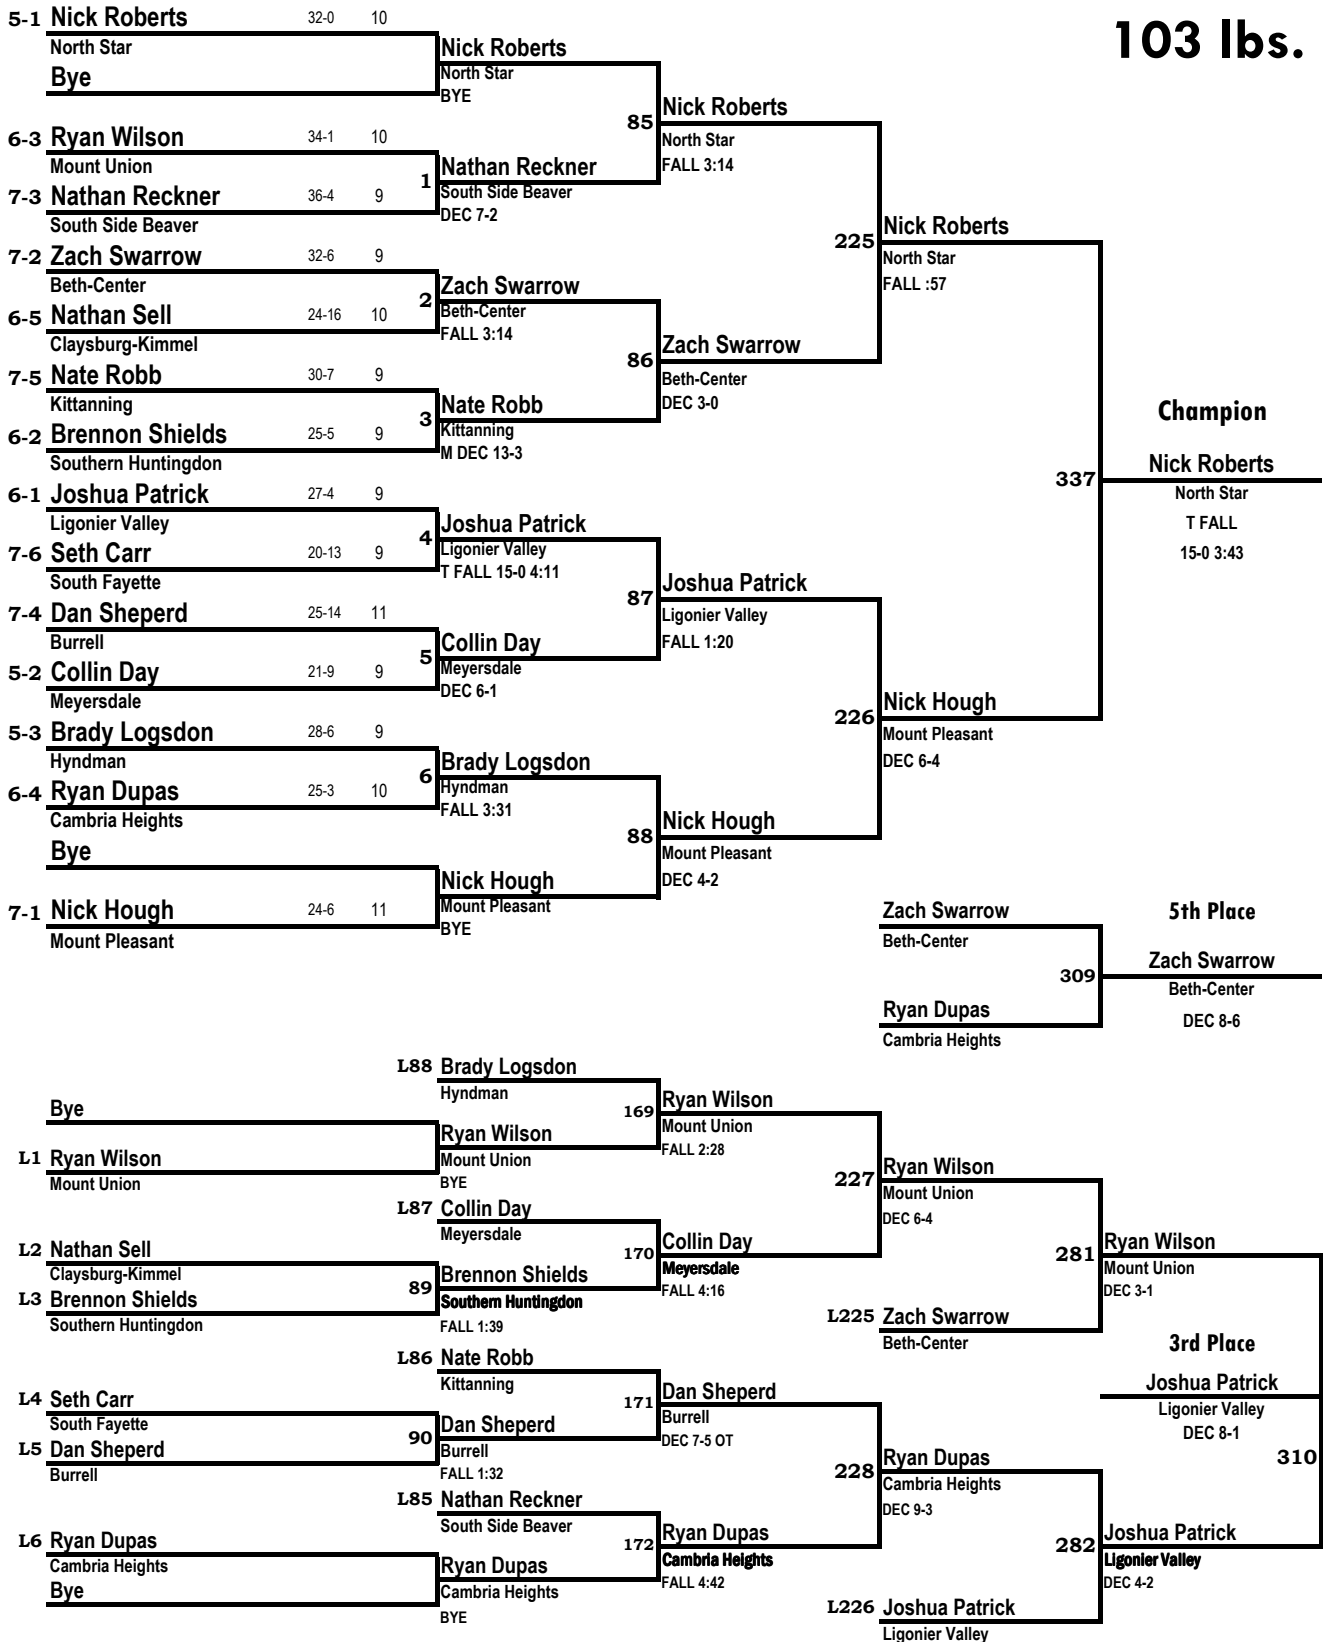 103 lbs.
5-1 Nick Roberts 32-0 10
North Star
Bye
Nick Roberts
North Star
BYE
6-3 Ryan Wilson 34-1 10
Mount Union
7-3 Nathan Reckner 36-4 9
South Side Beaver
1
Nathan Reckner
South Side Beaver
DEC 7-2
85
Nick Roberts
North Star
FALL 3:14
7-2 Zach Swarrow 32-6 9
Beth-Center
6-5 Nathan Sell 24-16 10
Claysburg-Kimmel
2
Zach Swarrow
Beth-Center
FALL 3:14
7-5 Nate Robb 30-7 9
Kittanning
6-2 Brennon Shields 25-5 9
Southern Huntingdon
3
Nate Robb
Kittanning
M DEC 13-3
86
Zach Swarrow
Beth-Center
DEC 3-0
225
Nick Roberts
North Star
FALL :57
6-1 Joshua Patrick 27-4 9
Ligonier Valley
7-6 Seth Carr 20-13 9
South Fayette
4
Joshua Patrick
Ligonier Valley
T FALL 15-0 4:11
7-4 Dan Sheperd 25-14 11
Burrell
5-2 Collin Day 21-9 9
Meyersdale
5
Collin Day
Meyersdale
DEC 6-1
87
Joshua Patrick
Ligonier Valley
FALL 1:20
5-3 Brady Logsdon 28-6 9
Hyndman
6-4 Ryan Dupas 25-3 10
Cambria Heights
6
Brady Logsdon
Hyndman
FALL 3:31
Bye
7-1 Nick Hough 24-6 11
Mount Pleasant
Nick Hough
Mount Pleasant
BYE
88
Nick Hough
Mount Pleasant
DEC 4-2
226
Nick Hough
Mount Pleasant
DEC 6-4
337
Champion
Nick Roberts
North Star
T FALL
15-0 3:43
Zach Swarrow
Beth-Center
Ryan Dupas
Cambria Heights
309
5th Place
Zach Swarrow
Beth-Center
DEC 8-6
L88 Brady Logsdon
Hyndman
Bye
L1 Ryan Wilson
Mount Union
Ryan Wilson
Mount Union
BYE
169
Ryan Wilson
Mount Union
FALL 2:28
L87 Collin Day
Meyersdale
L2 Nathan Sell
Claysburg-Kimmel
L3 Brennon Shields
Southern Huntingdon
89
Brennon Shields
Southern Huntingdon
FALL 1:39
170
Collin Day
Meyersdale
FALL 4:16
227
Ryan Wilson
Mount Union
DEC 6-4
L225 Zach Swarrow
Beth-Center
281
Ryan Wilson
Mount Union
DEC 3-1
L86 Nate Robb
Kittanning
L4 Seth Carr
South Fayette
L5 Dan Sheperd
Burrell
90
Dan Sheperd
Burrell
FALL 1:32
171
Dan Sheperd
Burrell
DEC 7-5 OT
L85 Nathan Reckner
South Side Beaver
L6 Ryan Dupas
Cambria Heights
Bye
Ryan Dupas
Cambria Heights
BYE
172
Ryan Dupas
Cambria Heights
FALL 4:42
228
Ryan Dupas
Cambria Heights
DEC 9-3
L226 Joshua Patrick
Ligonier Valley
282
Joshua Patrick
Ligonier Valley
DEC 4-2
3rd Place
Joshua Patrick
Ligonier Valley
DEC 8-1
310